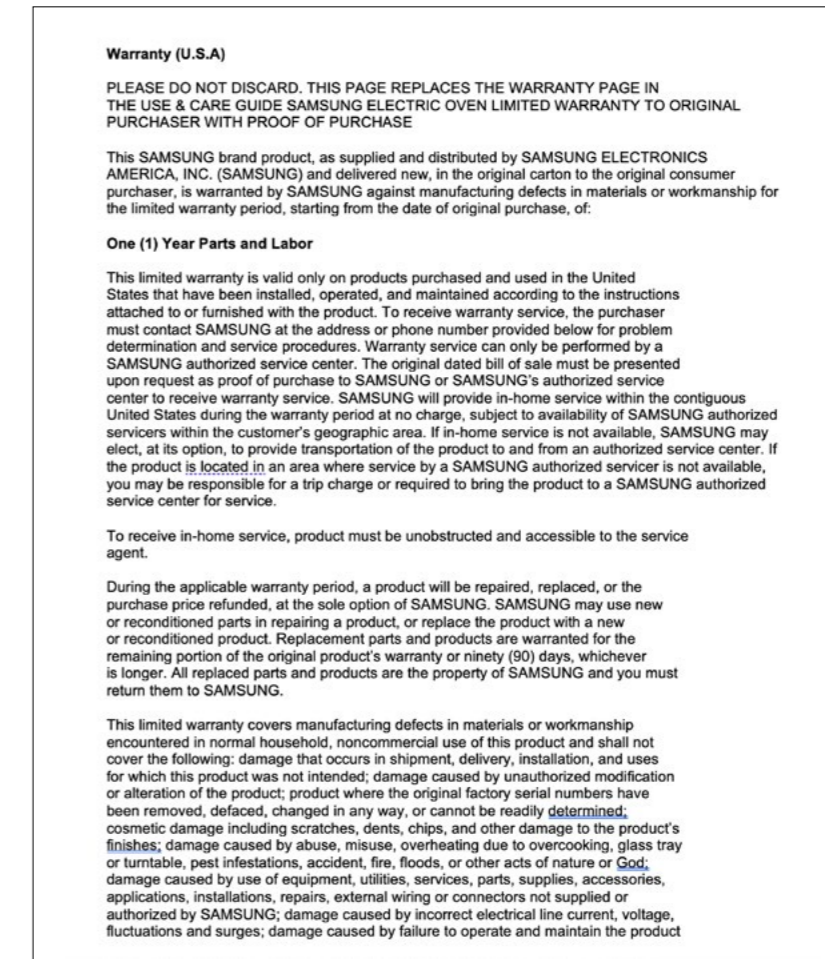 Warranty (U.S.A)
PLEASE DO NOT DISCARD. THIS PAGE REPLACES THE WARRANTY PAGE IN
THE USE & CARE GUIDE SAMSUNG ELECTRIC OVEN LIMITED WARRANTY TO ORIGINAL
PURCHASER WITH PROOF OF PURCHASE
This SAMSUNG brand product, as supplied and distributed by SAMSUNG ELECTRONICS
AMERICA, INC. (SAMSUNG) and delivered new, in the original carton to the original consumer
purchaser, is warranted by SAMSUNG against manufacturing defects in materials or workmanship for
the limited warranty period, starting from the date of original purchase, of:
One (1) Year Parts and Labor
This limited warranty is valid only on products purchased and used in the United
States that have been installed, operated, and maintained according to the instructions
attached to or furnished with the product. To receive warranty service, the purchaser
must contact SAMSUNG at the address or phone number provided below for problem
determination and service procedures. Warranty service can only be performed by a
SAMSUNG authorized service center. The original dated bill of sale must be presented
upon request as proof of purchase to SAMSUNG or SAMSUNG's authorized service
center to receive warranty service. SAMSUNG will provide in-home service within the contiguous
United States during the warranty period at no charge, subject to availability of SAMSUNG authorized
servicers within the customer's geographic area. If in-home service is not available, SAMSUNG may
elect, at its option, to provide transportation of the product to and from an authorized service center. If
the product is located in an area where service by a SAMSUNG authorized servicer is not available,
you may be responsible for a trip charge or required to bring the product to a SAMSUNG authorized
service center for service.
To receive in-home service, product must be unobstructed and accessible to the service
agent.
During the applicable warranty period, a product will be repaired, replaced, or the
purchase price refunded, at the sole option of SAMSUNG. SAMSUNG may use new
or reconditioned parts in repairing a product, or replace the product with a new
or reconditioned product. Replacement parts and products are warranted for the
remaining portion of the original product's warranty or ninety (90) days, whichever
is longer. All replaced parts and products are the property of SAMSUNG and you must
return them to SAMSUNG.
This limited warranty covers manufacturing defects in materials or workmanship
encountered in normal household, noncommercial use of this product and shall not
cover the following: damage that occurs in shipment, delivery, installation, and uses
for which this product was not intended; damage caused by unauthorized modification
or alteration of the product; product where the original factory serial numbers have
been removed, defaced, changed in any way, or cannot be readily determined;
cosmetic damage including scratches, dents, chips, and other damage to the product's
finishes; damage caused by abuse, misuse, overheating due to overcooking, glass tray
or turntable, pest infestations, accident, fire, floods, or other acts of nature or God;
damage caused by use of equipment, utilities, services, parts, supplies, accessories,
applications, installations, repairs, external wiring or connectors not supplied or
authorized by SAMSUNG; damage caused by incorrect electrical line current, voltage,
fluctuations and surges; damage caused by failure to operate and maintain the product